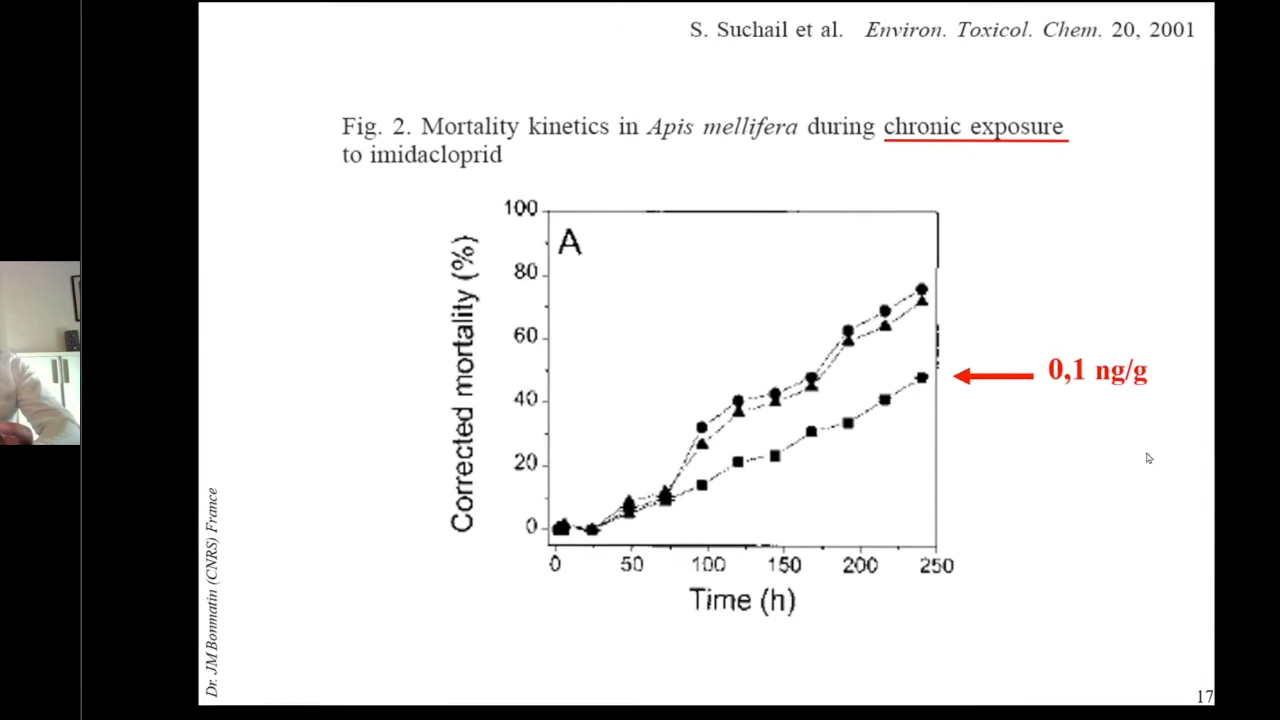 S. Suchail et al. Environ. Toxicol. Chem. 20, 2001
Fig. 2. Mortality kinetics in Apis mellifera during chronic exposure
to imidacloprid
A
Corrected mortality (%)
100
80
60
40
20
0
0 50 100 150 200 250
Time (h)
0,1 ng/g
Dr. JM Bonmatin (CNRS) France
17